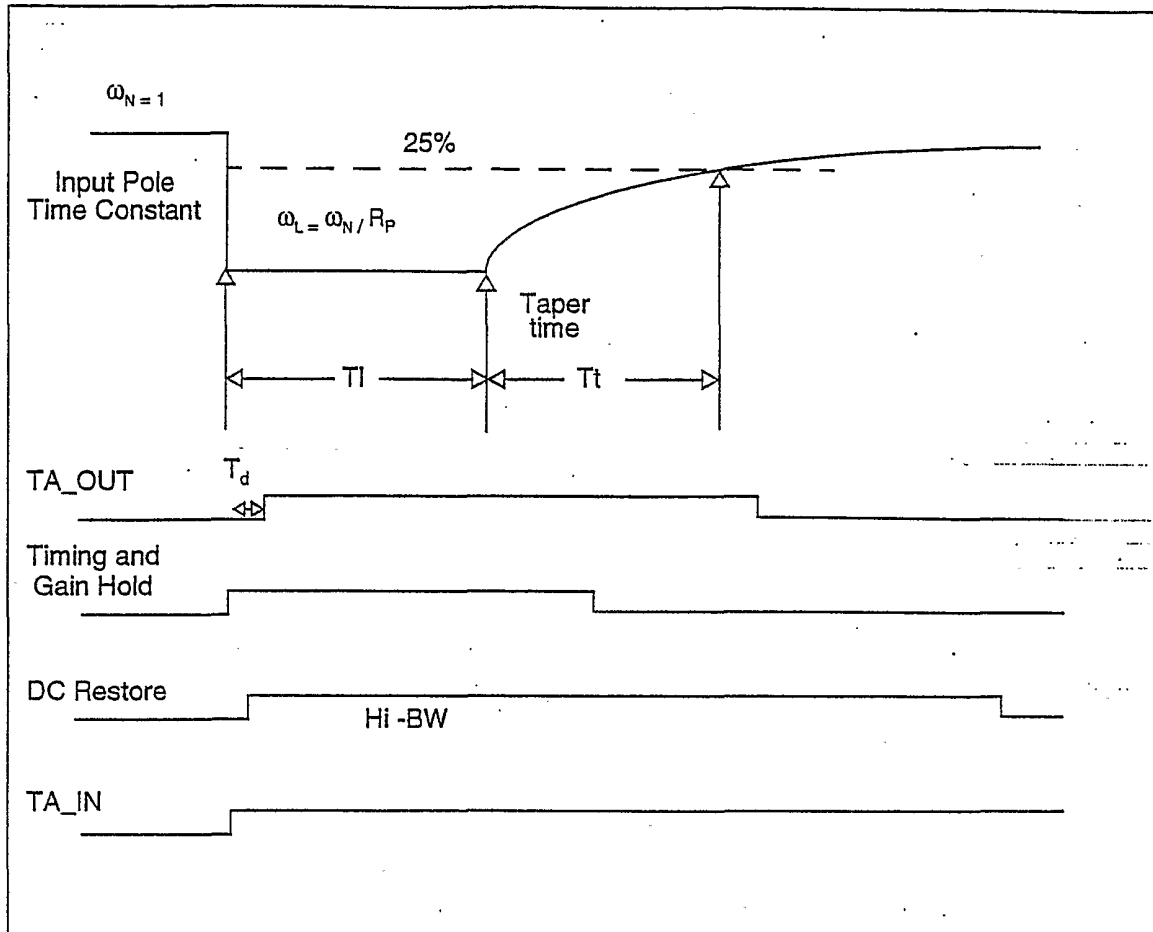 ω_N = 1
25%
Input Pole
Time Constant
ω_L = ω_N / R_P
Taper
time
Tl
Tt
T_d
TA_OUT
Timing and
Gain Hold
DC Restore
Hi -BW
TA_IN